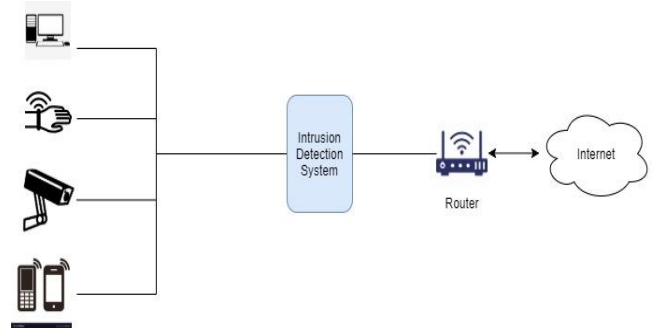 Intrusion
Detection
System
Router
Internet